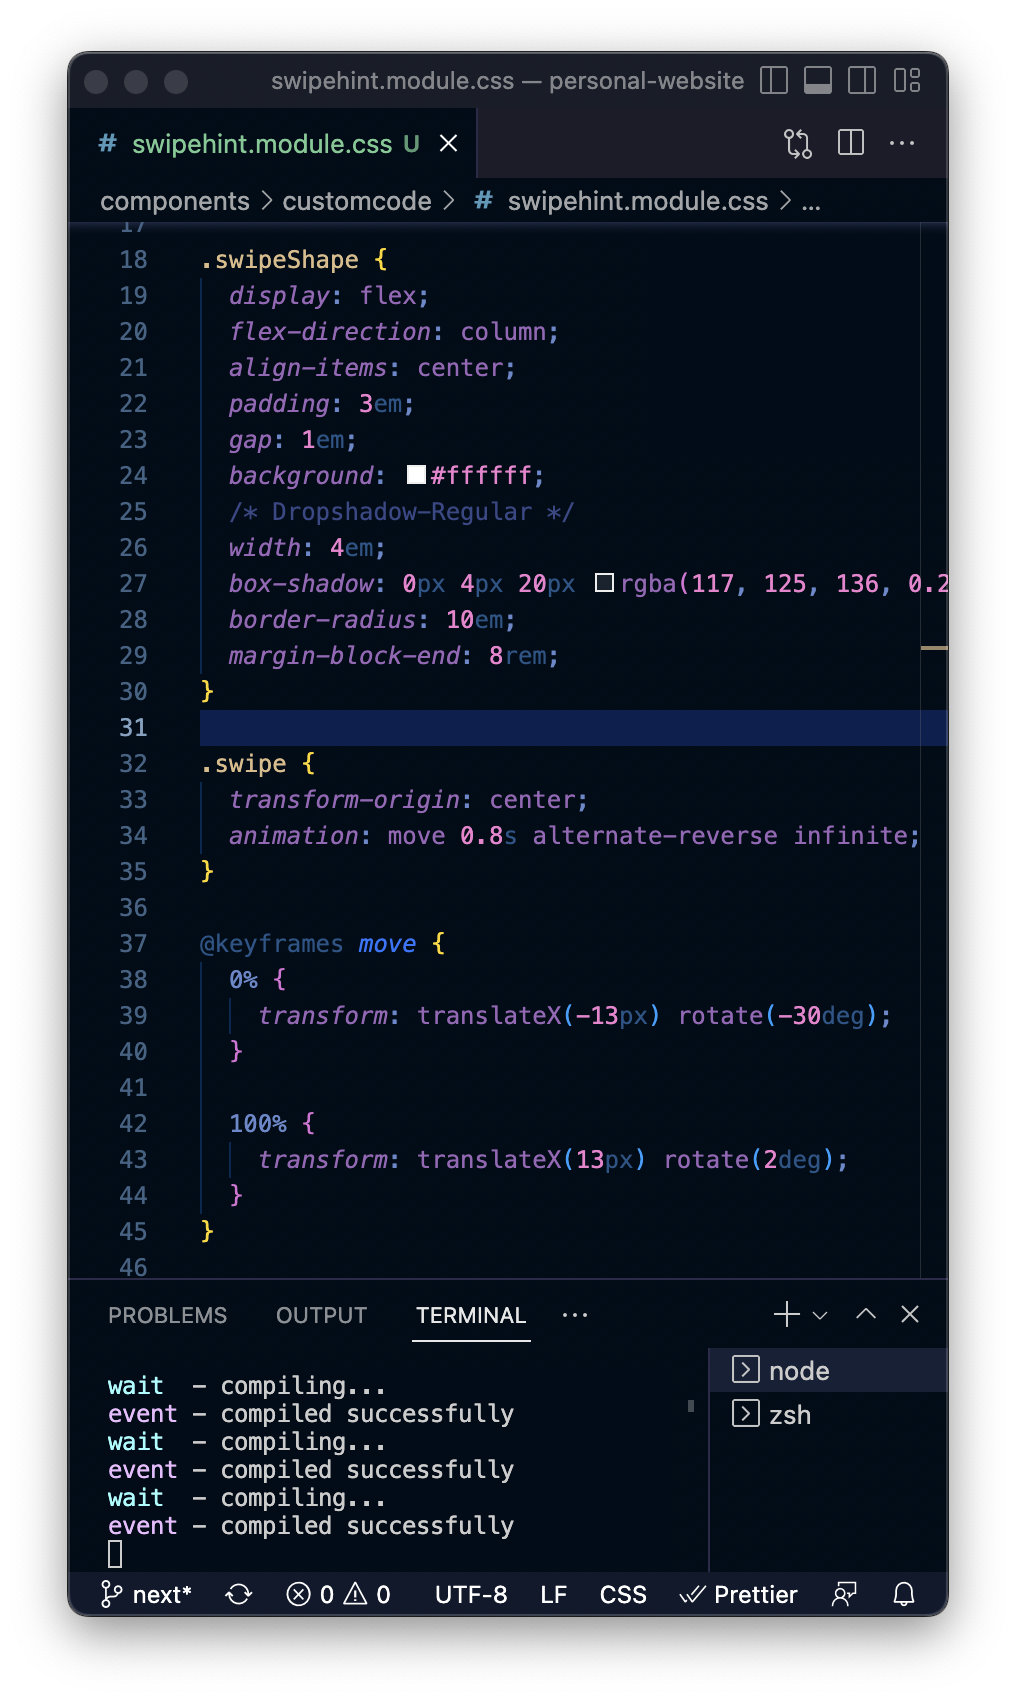 swipehint.module.css — personal-website
# swipehint.module.css U
components > customcode > # swipehint.module.css > ...
17
18 .swipeShape {
19 display: flex;
20 flex-direction: column;
21 align-items: center;
22 padding: 3em;
23 gap: 1em;
24 background: #ffffff;
25 /* Dropshadow-Regular */
26 width: 4em;
27 box-shadow: 0px 4px 20px rgba(117, 125, 136, 0.2
28 border-radius: 10em;
29 margin-block-end: 8rem;
30 }
31
32 .swipe {
33 transform-origin: center;
34 animation: move 0.8s alternate-reverse infinite;
35 }
36
37 @keyframes move {
38 0% {
39 transform: translateX(-13px) rotate(-30deg);
40 }
41
42 100% {
43 transform: translateX(13px) rotate(2deg);
44 }
45 }
46
PROBLEMS OUTPUT TERMINAL ...
node
zsh
wait - compiling...
event - compiled successfully
wait - compiling...
event - compiled successfully
wait - compiling...
event - compiled successfully
next* 0 0 UTF-8 LF CSS Prettier